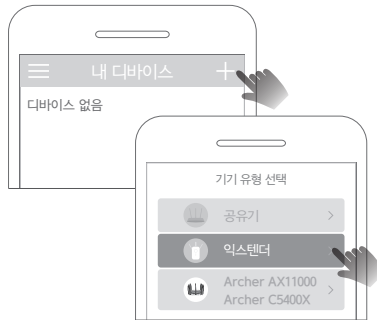 내 디바이스
디바이스 없음
기기 유형 선택
공유기
익스텐더
Archer AX11000
Archer C5400X